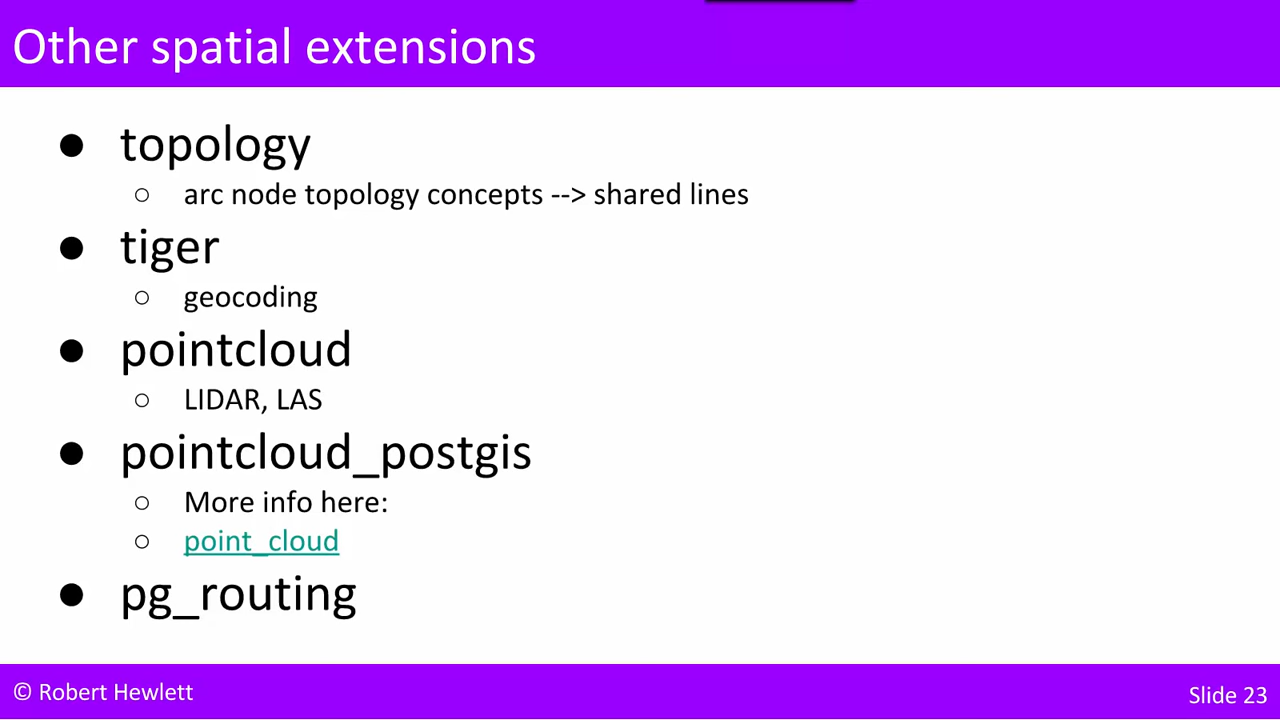 Other spatial extensions
● topology
○ arc node topology concepts --> shared lines
● tiger
○ geocoding
● pointcloud
○ LIDAR, LAS
● pointcloud_postgis
○ More info here:
○ point_cloud
● pg_routing
© Robert Hewlett
Slide 23